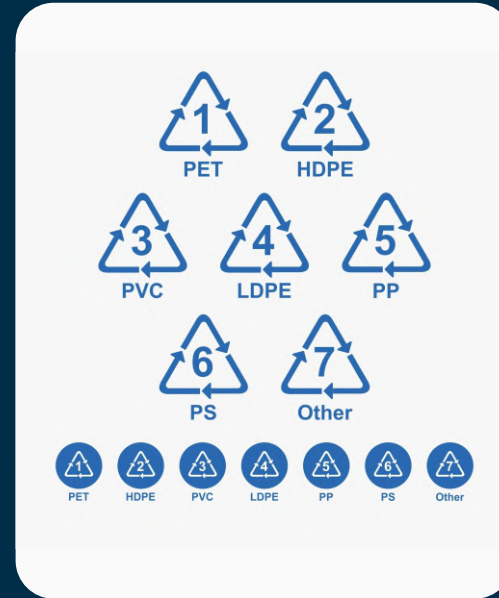 1 2
PET HDPE
3 4 5
PVC LDPE PP
6 7
PS Other
1 2 3 4 5 6 7
PET HDPE PVC LDPE PP PS Other